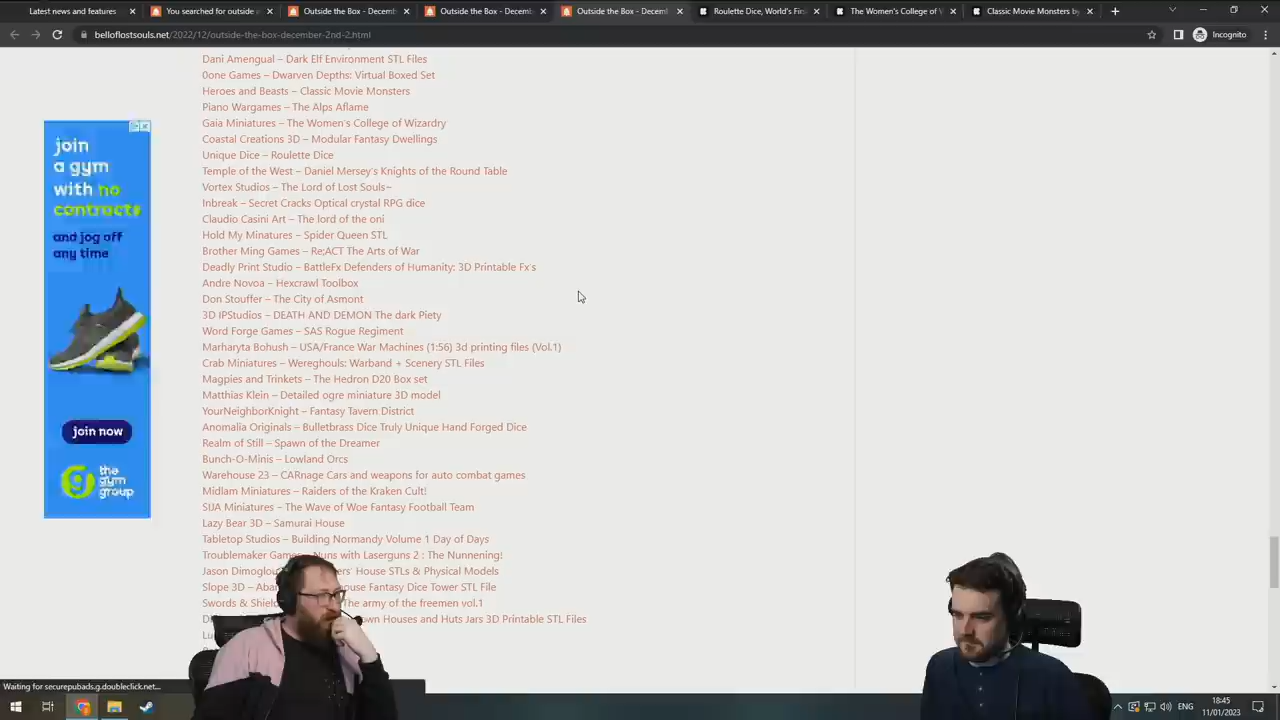 Latest news and features
You searched for outside
Outside the Box - Decemb
Outside the Box - Decemb
Outside the Box - Decemb
Roulette Dice, World's First
The Women's College of
Classic Movie Monsters by
belloflostsouls.net/2022/12/outside-the-box-december-2nd-2.html
Incognito
Dani Amengual – Dark Elf Environment STL Files
0one Games – Dwarven Depths: Virtual Boxed Set
Heroes and Beasts – Classic Movie Monsters
Piano Wargames – The Alps Aflame
Gaia Miniatures – The Women's College of Wizardry
Coastal Creations 3D – Modular Fantasy Dwellings
Unique Dice – Roulette Dice
Temple of the West – Daniel Mersey's Knights of the Round Table
Vortex Studios – The Lord of Lost Souls~
Inbreak – Secret Cracks Optical crystal RPG dice
Claudio Casini Art – The lord of the oni
Hold My Minatures – Spider Queen STL
Brother Ming Games – Re;ACT The Arts of War
Deadly Print Studio – BattleFx Defenders of Humanity: 3D Printable Fx's
Andre Novoa – Hexcrawl Toolbox
Don Stouffer – The City of Asmont
3D IPStudios – DEATH AND DEMON The dark Piety
Word Forge Games – SAS Rogue Regiment
Marharyta Bohush – USA/France War Machines (1:56) 3d printing files (Vol.1)
Crab Miniatures – Wereghouls: Warband + Scenery STL Files
Magpies and Trinkets – The Hedron D20 Box set
Matthias Klein – Detailed ogre miniature 3D model
YourNeighborKnight – Fantasy Tavern District
Anomalia Originals – Bulletbrass Dice Truly Unique Hand Forged Dice
Realm of Still – Spawn of the Dreamer
Bunch-O-Minis – Lowland Orcs
Warehouse 23 – CARnage Cars and weapons for auto combat games
Midlam Miniatures – Raiders of the Kraken Cult!
SIJA Miniatures – The Wave of Woe Fantasy Football Team
Lazy Bear 3D – Samurai House
Tabletop Studios – Building Normandy Volume 1 Day of Days
Troublemaker Games – Nuns with Laserguns 2 : The Nunnening!
Jason Dimoglou ers' House STLs & Physical Models
Slope 3D – Aba ouse Fantasy Dice Tower STL File
Swords & Shield The army of the freemen vol.1
own Houses and Huts Jars 3D Printable STL Files
join
a gym
with no
contracts
and jog off
any time
join now
the
gym
group
Waiting for securepubads.g.doubleclick.net...
ENG
18:45
11/01/2023